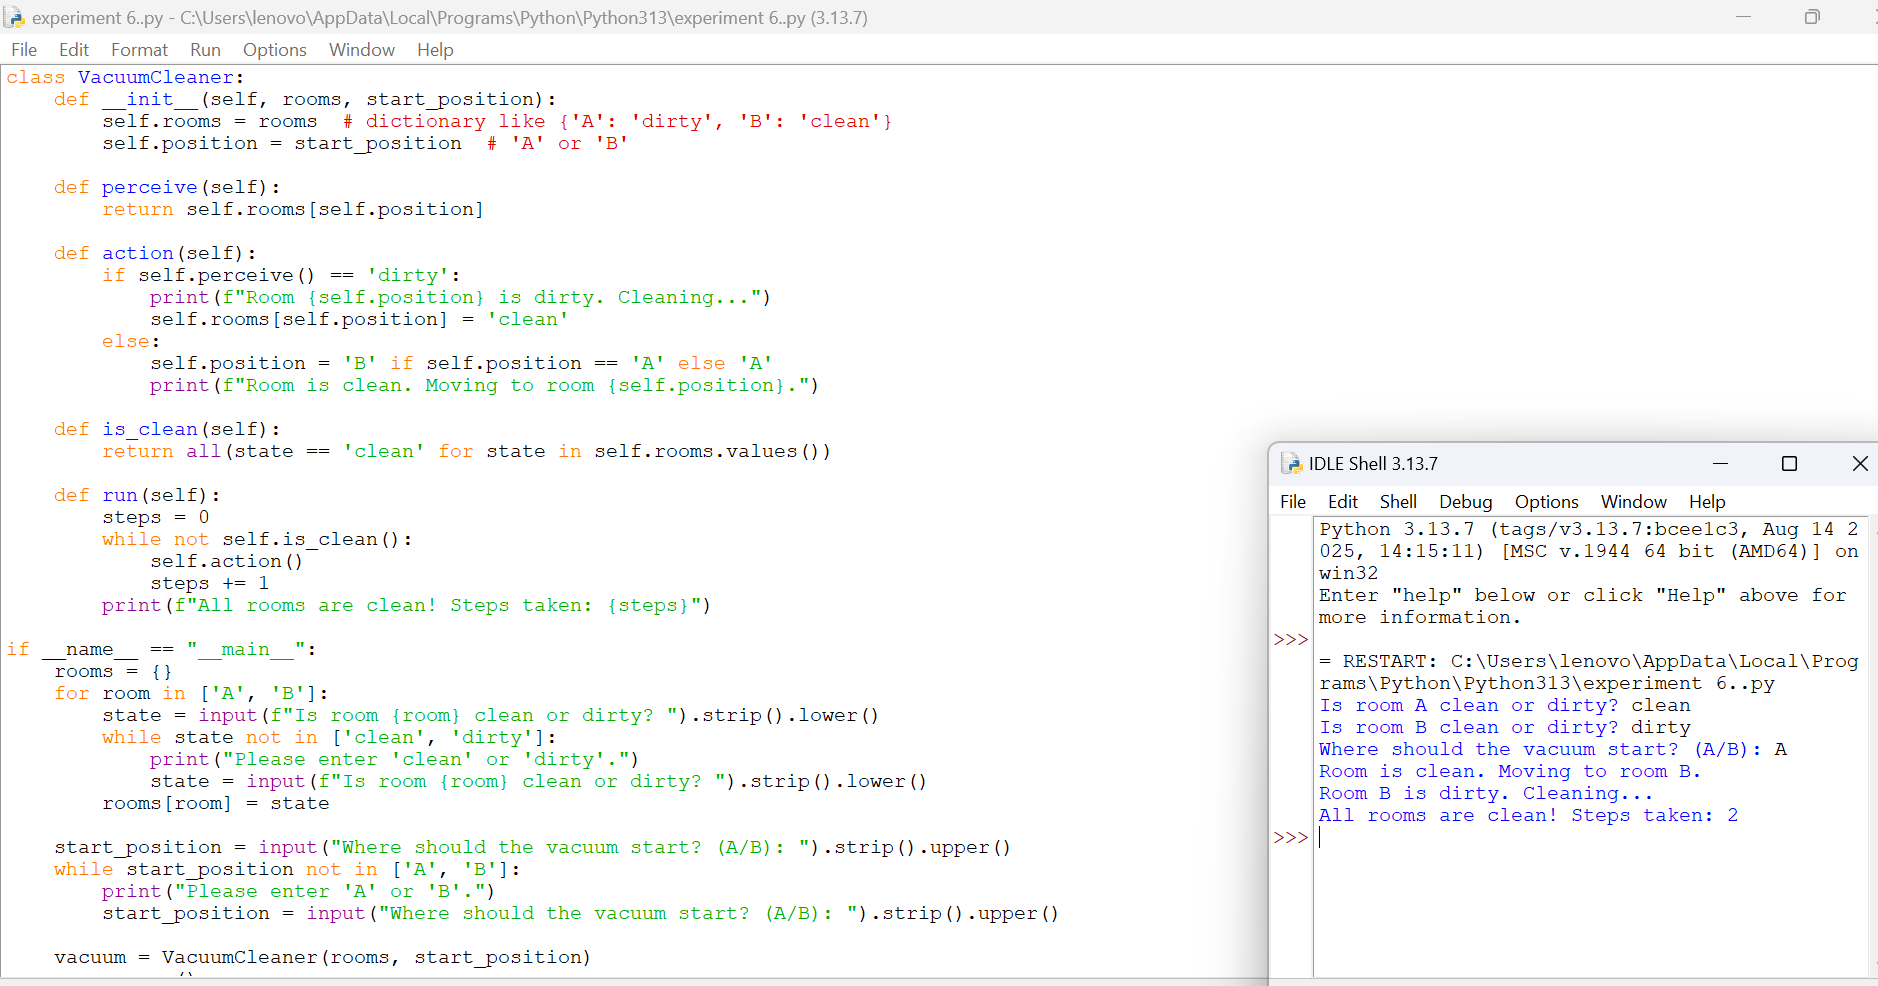 experiment 6..py - C:\Users\lenovo\AppData\Local\Programs\Python\Python313\experiment 6..py (3.13.7)
File Edit Format Run Options Window Help
class VacuumCleaner:
    def __init__(self, rooms, start_position):
        self.rooms = rooms  # dictionary like {'A': 'dirty', 'B': 'clean'}
        self.position = start_position  # 'A' or 'B'

    def perceive(self):
        return self.rooms[self.position]

    def action(self):
        if self.perceive() == 'dirty':
            print(f"Room {self.position} is dirty. Cleaning...")
            self.rooms[self.position] = 'clean'
        else:
            self.position = 'B' if self.position == 'A' else 'A'
            print(f"Room is clean. Moving to room {self.position}.")

    def is_clean(self):
        return all(state == 'clean' for state in self.rooms.values())

    def run(self):
        steps = 0
        while not self.is_clean():
            self.action()
            steps += 1
        print(f"All rooms are clean! Steps taken: {steps}")

if __name__ == "__main__":
    rooms = {}
    for room in ['A', 'B']:
        state = input(f"Is room {room} clean or dirty? ").strip().lower()
        while state not in ['clean', 'dirty']:
            print("Please enter 'clean' or 'dirty'.")
            state = input(f"Is room {room} clean or dirty? ").strip().lower()
        rooms[room] = state

    start_position = input("Where should the vacuum start? (A/B): ").strip().upper()
    while start_position not in ['A', 'B']:
        print("Please enter 'A' or 'B'.")
        start_position = input("Where should the vacuum start? (A/B): ").strip().upper()

    vacuum = VacuumCleaner(rooms, start_position)
IDLE Shell 3.13.7
File Edit Shell Debug Options Window Help
Python 3.13.7 (tags/v3.13.7:bcee1c3, Aug 14 2
025, 14:15:11) [MSC v.1944 64 bit (AMD64)] on
win32
Enter "help" below or click "Help" above for
more information.
>>>
= RESTART: C:\Users\lenovo\AppData\Local\Prog
rams\Python\Python313\experiment 6..py
Is room A clean or dirty? clean
Is room B clean or dirty? dirty
Where should the vacuum start? (A/B): A
Room is clean. Moving to room B.
Room B is dirty. Cleaning...
All rooms are clean! Steps taken: 2
>>>